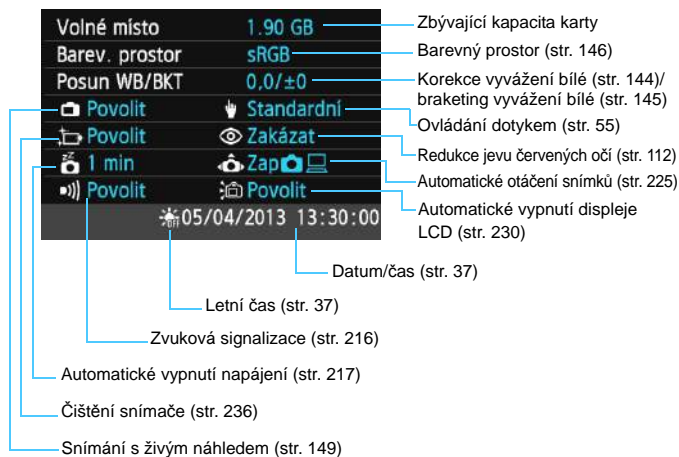 Volné místo 1.90 GB
Zbývající kapacita karty
Barev. prostor sRGB
Barevný prostor (str. 146)
Posun WB/BKT 0,0/±0
Korekce vyvážení bílé (str. 144)/
braketing vyvážení bílé (str. 145)
Povolit Standardní
Ovládání dotykem (str. 55)
Povolit Zakázat
Redukce jevu červených očí (str. 112)
1 min Zap
Automatické otáčení snímků (str. 225)
Povolit Povolit
Automatické vypnutí displeje
LCD (str. 230)
OFF 05/04/2013 13:30:00
Datum/čas (str. 37)
Letní čas (str. 37)
Zvuková signalizace (str. 216)
Automatické vypnutí napájení (str. 217)
Čištění snímače (str. 236)
Snímání s živým náhledem (str. 149)